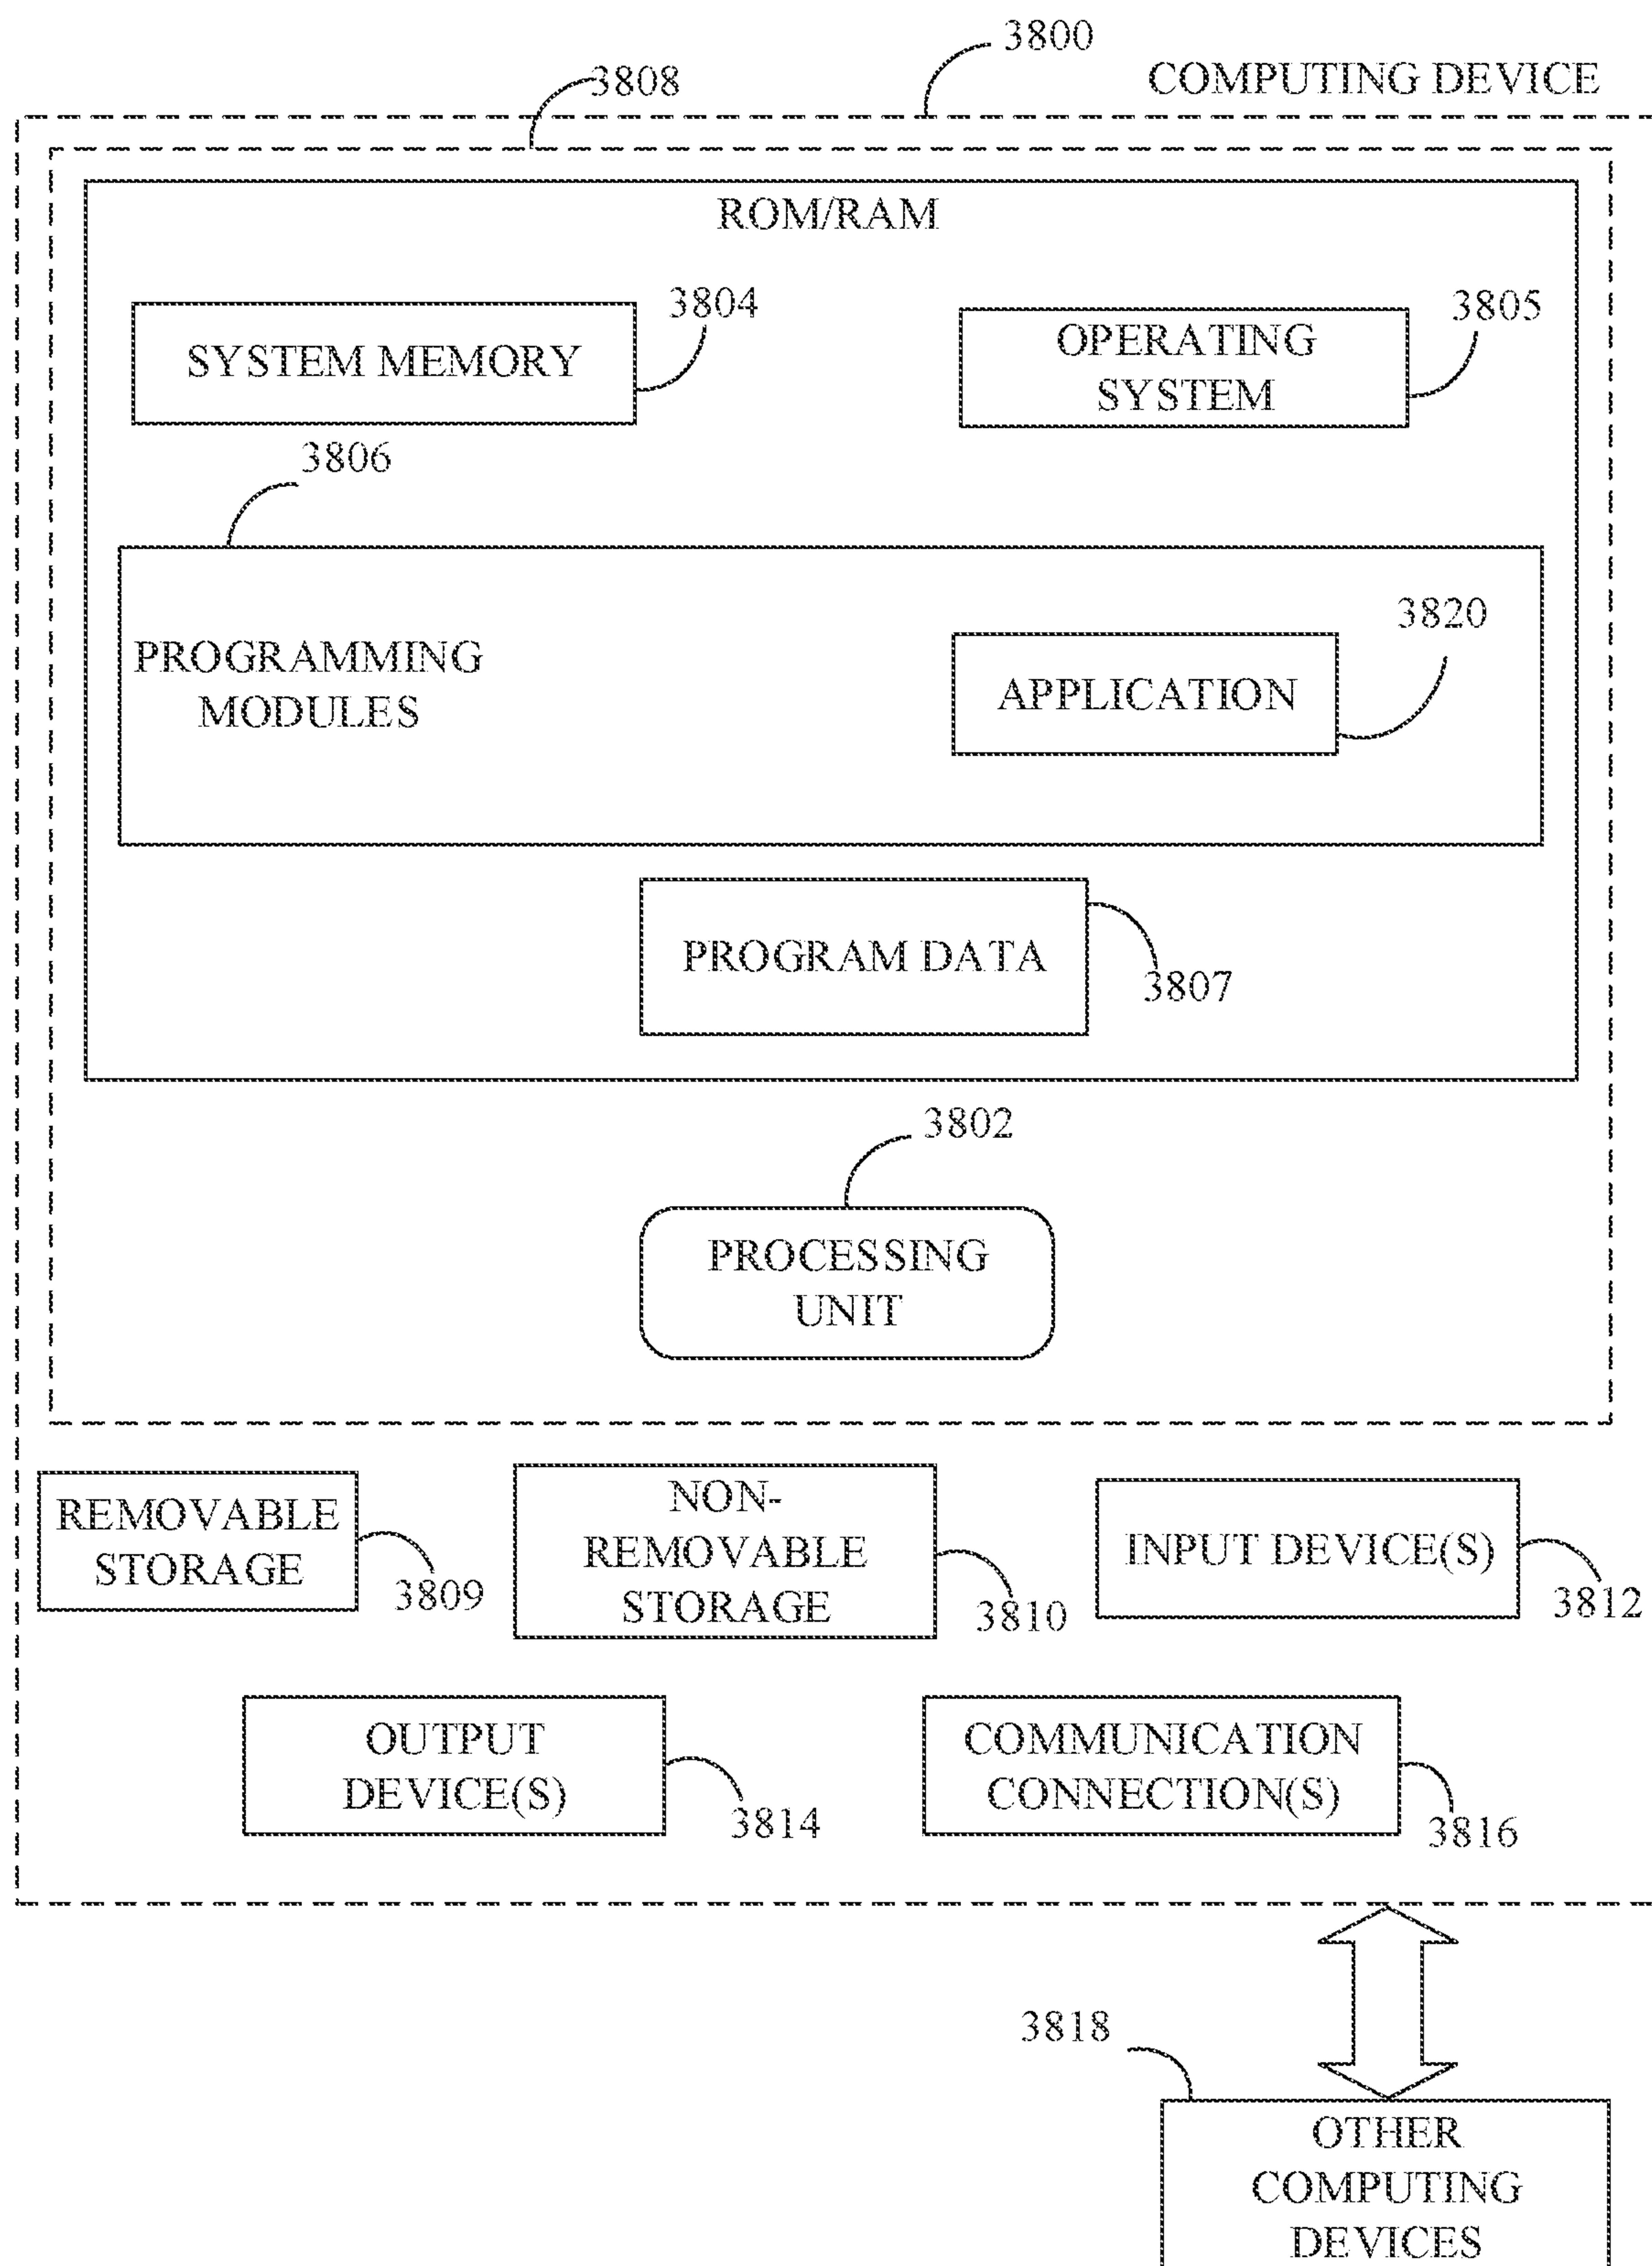 3800
3808
COMPUTING DEVICE
ROM/RAM
3804
3805
SYSTEM MEMORY
OPERATING
SYSTEM
3806
3820
PROGRAMMING
MODULES
APPLICATION
PROGRAM DATA
3807
3802
PROCESSING
UNIT
REMOVABLE
STORAGE
3809
NON-
REMOVABLE
STORAGE
3810
INPUT DEVICE(S)
3812
OUTPUT
DEVICE(S)
3814
COMMUNICATION
CONNECTION(S)
3816
3818
OTHER
COMPUTING
DEVICES